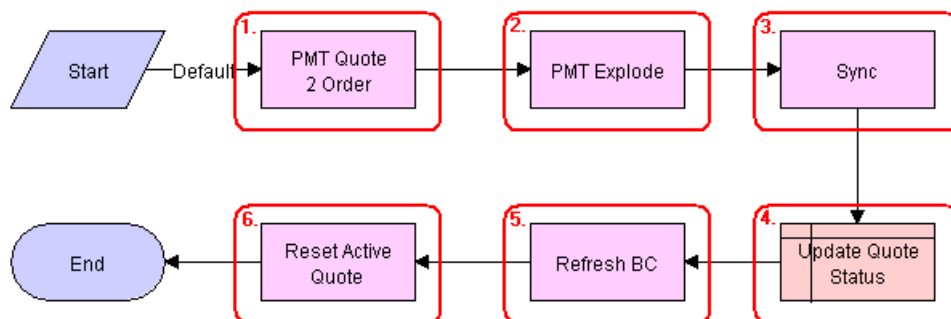 1.
2.
3.
Start
Default
PMT Quote
2 Order
PMT Explode
Sync
6.
5.
4.
End
Reset Active
Quote
Refresh BC
Update Quote
Status